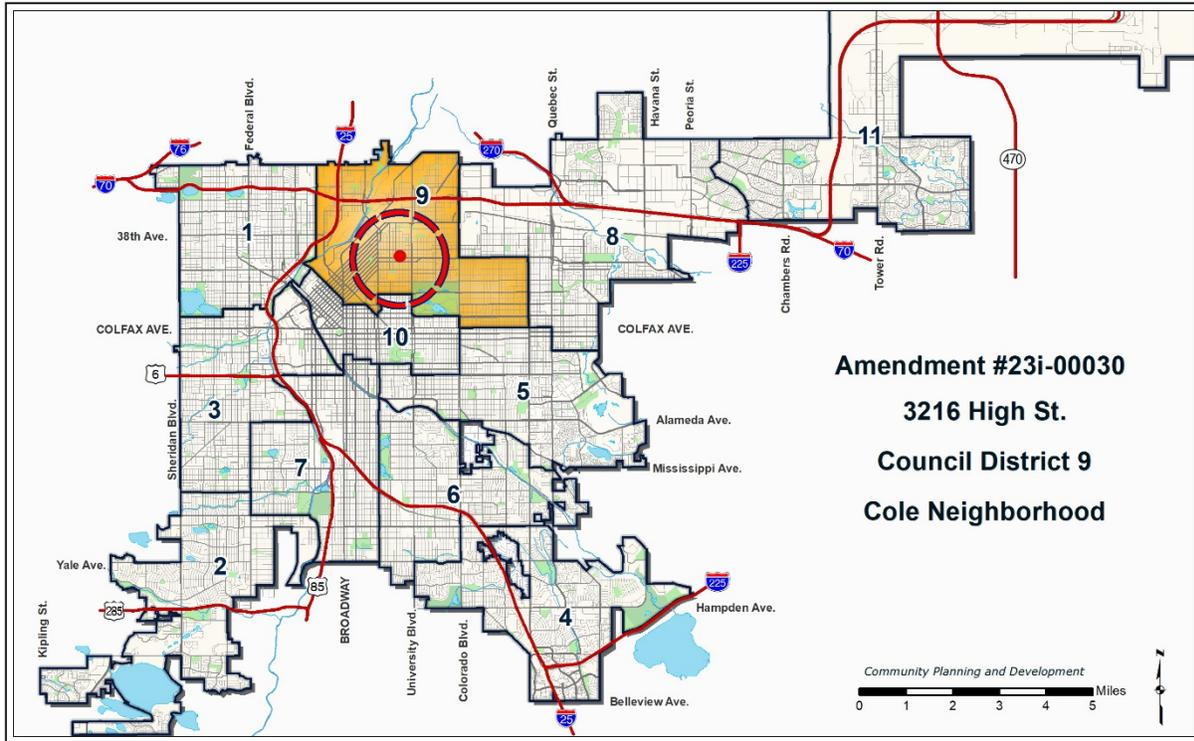 Federal Blvd.
Quebec St.
Havana St.
Peoria St.
76
25
270
70
11
470
9
38th Ave.
1
8
225
70
Chambers Rd.
Tower Rd.
COLFAX AVE.
10
COLFAX AVE.
6
3
5
Sheridan Blvd.
Alameda Ave.
7
Mississippi Ave.
6
Yale Ave.
2
85
285
BROADWAY
225
4
Hampden Ave.
Kipling St.
University Blvd.
Colorado Blvd.
Belleview Ave.
25
Amendment #23i-00030
3216 High St.
Council District 9
Cole Neighborhood
Community Planning and Development
Miles
0 1 2 3 4 5
N